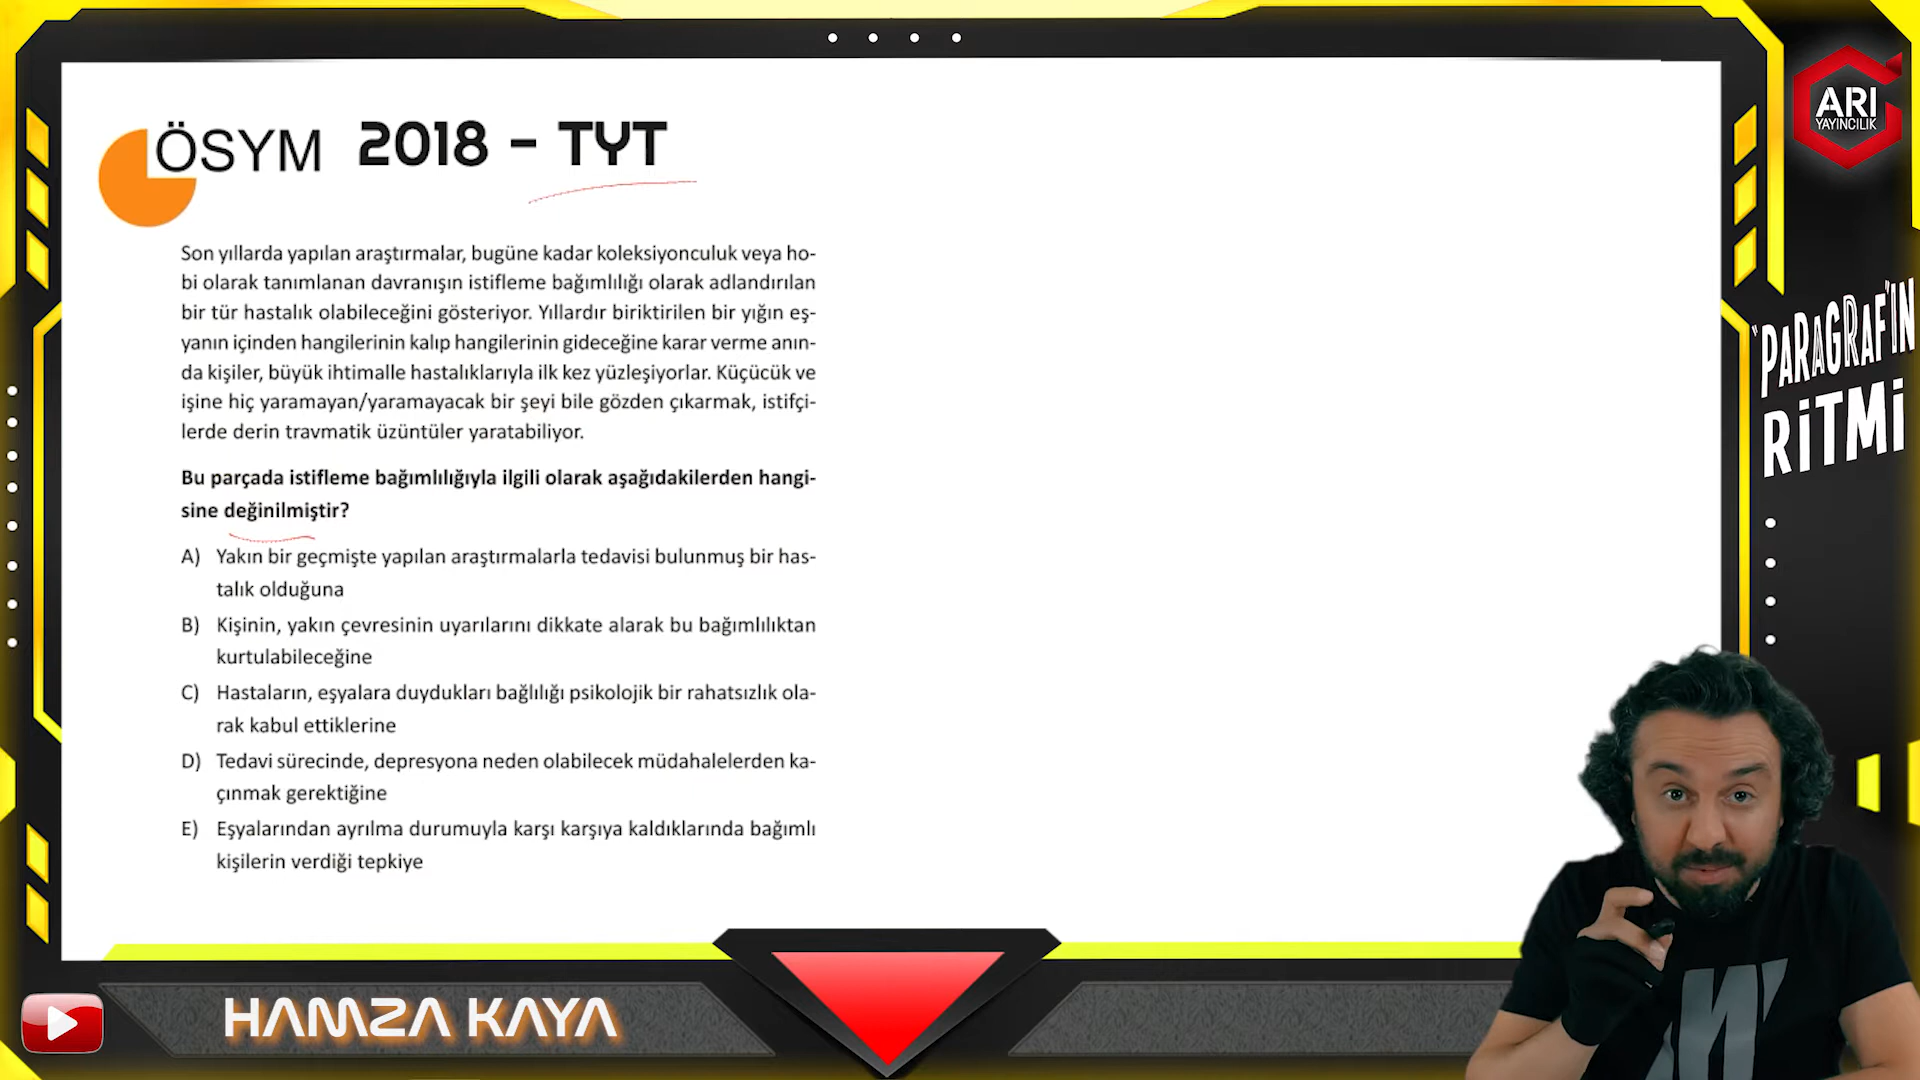 ÖSYM 2018 - TYT
ARI
YAYINCILIK
"PARAGRAF"IN
RİTMİ
Son yıllarda yapılan araştırmalar, bugüne kadar koleksiyonculuk veya ho-
bi olarak tanımlanan davranışın istifleme bağımlılığı olarak adlandırılan
bir tür hastalık olabileceğini gösteriyor. Yıllardır biriktirilen bir yığın eş-
yanın içinden hangilerinin kalıp hangilerinin gideceğine karar verme anın-
da kişiler, büyük ihtimalle hastalıklarıyla ilk kez yüzleşiyorlar. Küçücük ve
işine hiç yaramayan/yaramayacak bir şeyi bile gözden çıkarmak, istifçi-
lerde derin travmatik üzüntüler yaratabiliyor.
Bu parçada istifleme bağımlılığıyla ilgili olarak aşağıdakilerden hangi-
sine değinilmiştir?
A) Yakın bir geçmişte yapılan araştırmalarla tedavisi bulunmuş bir has-
talık olduğuna
B) Kişinin, yakın çevresinin uyarılarını dikkate alarak bu bağımlılıktan
kurtulabileceğine
C) Hastaların, eşyalara duydukları bağlılığı psikolojik bir rahatsızlık ola-
rak kabul ettiklerine
D) Tedavi sürecinde, depresyona neden olabilecek müdahalelerden ka-
çınmak gerektiğine
E) Eşyalarından ayrılma durumuyla karşı karşıya kaldıklarında bağımlı
kişilerin verdiği tepkiye
HAMZA KAYA